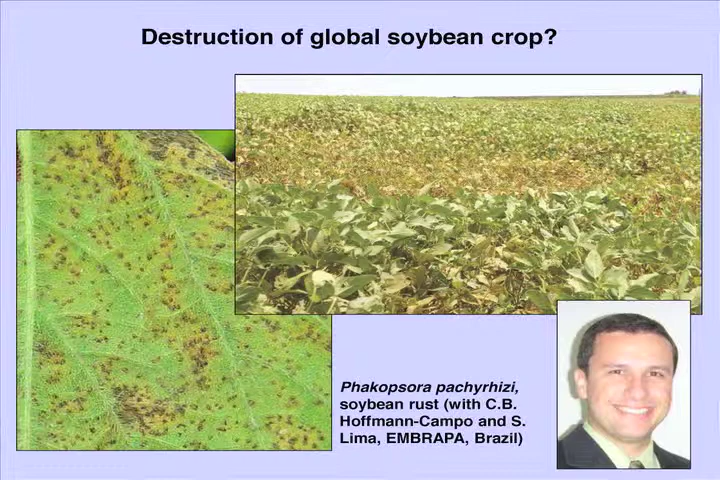 Destruction of global soybean crop?
Phakopsora pachyrhizi,
soybean rust (with C.B.
Hoffmann-Campo and S.
Lima, EMBRAPA, Brazil)